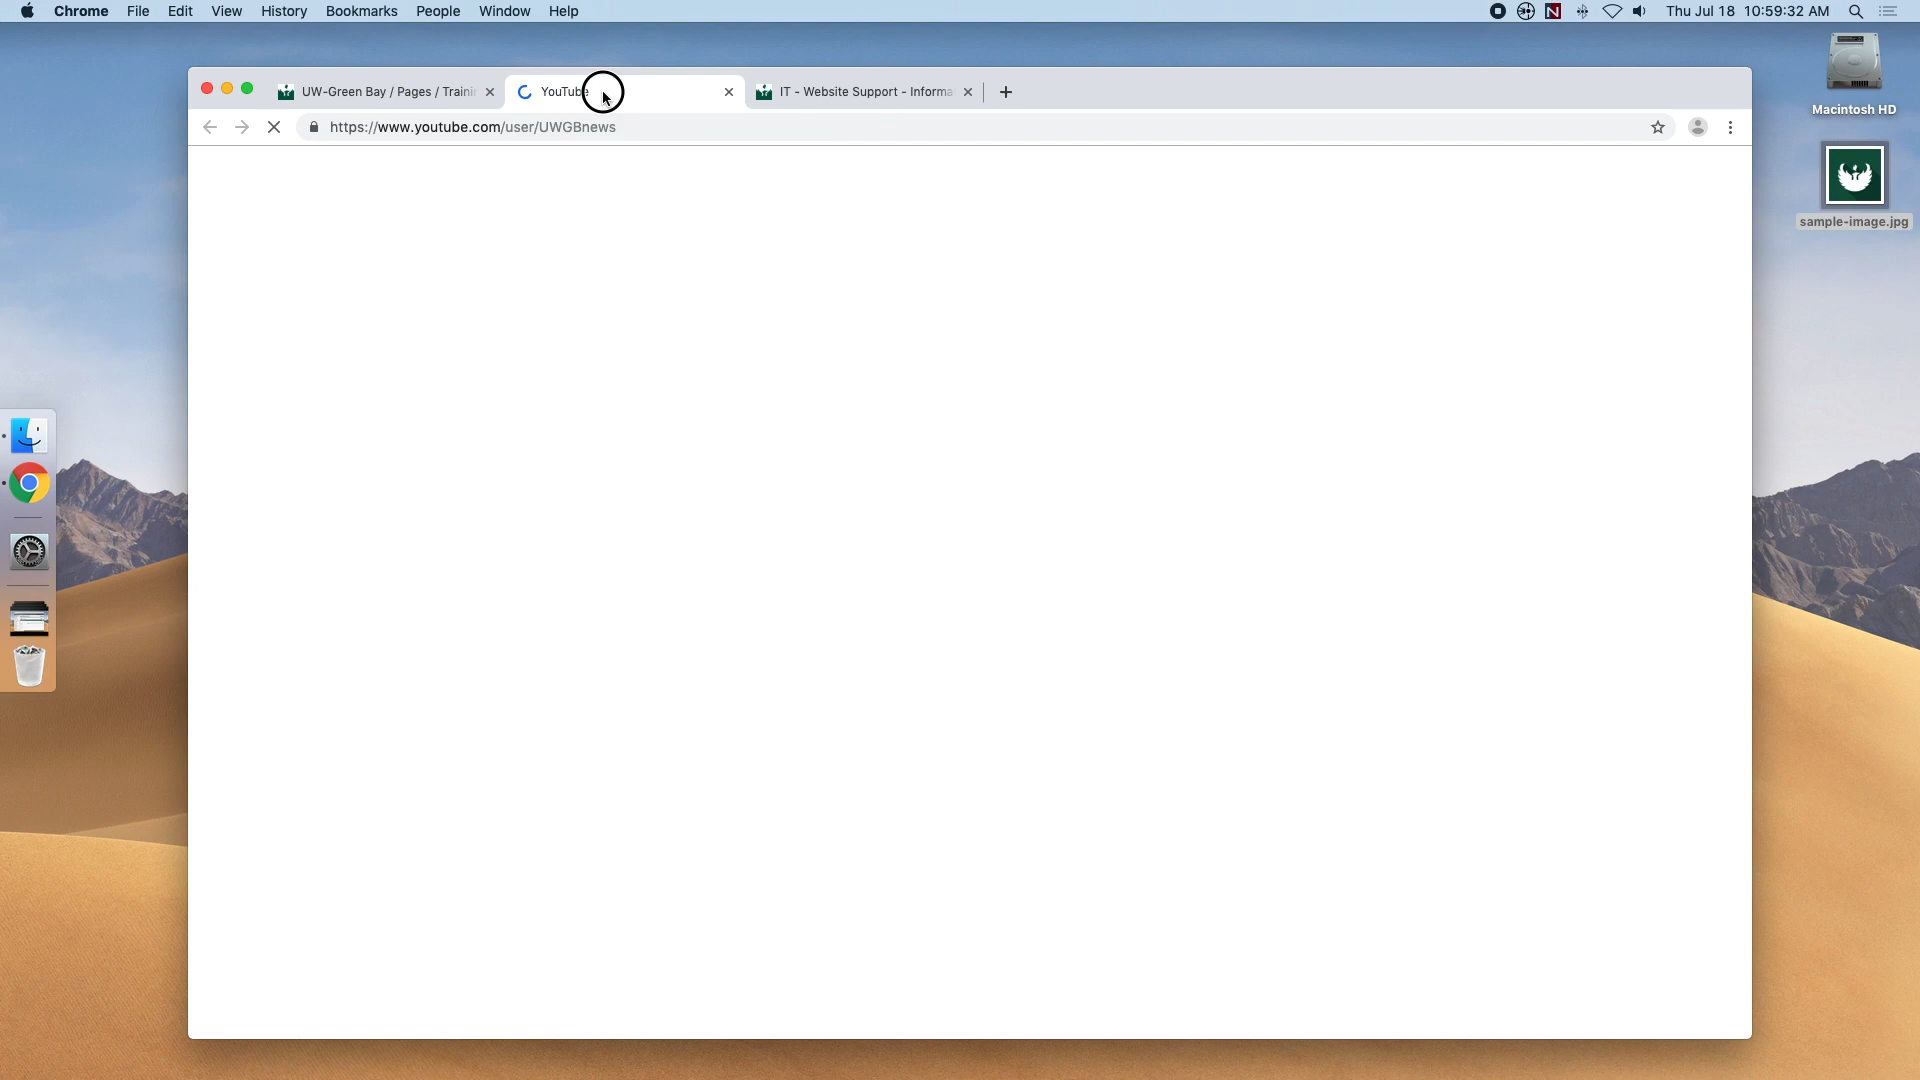 Chrome File Edit View History Bookmarks People Window Help
N Thu Jul 18 10:59:32 AM
Macintosh HD
sample-image.jpg
UW-Green Bay / Pages / Traini
YouTube
IT - Website Support - Informa
https://www.youtube.com/user/UWGBnews